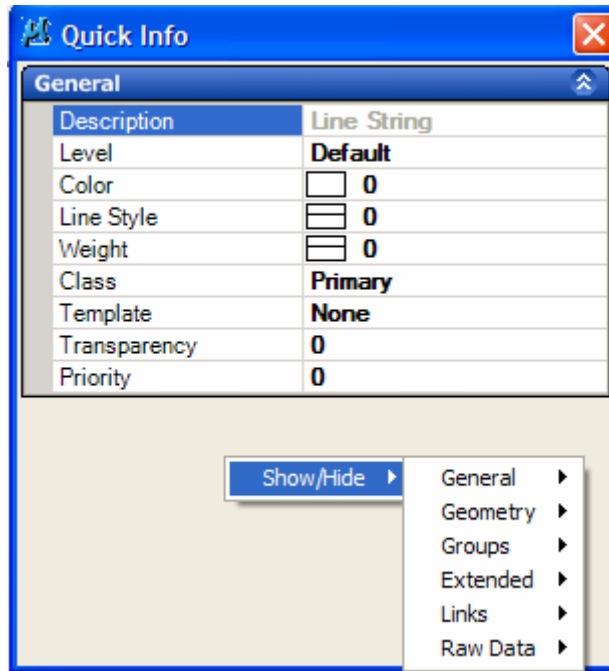 Quick Info
General
Description Line String
Level Default
Color 0
Line Style 0
Weight 0
Class Primary
Template None
Transparency 0
Priority 0
Show/Hide General
Geometry
Groups
Extended
Links
Raw Data